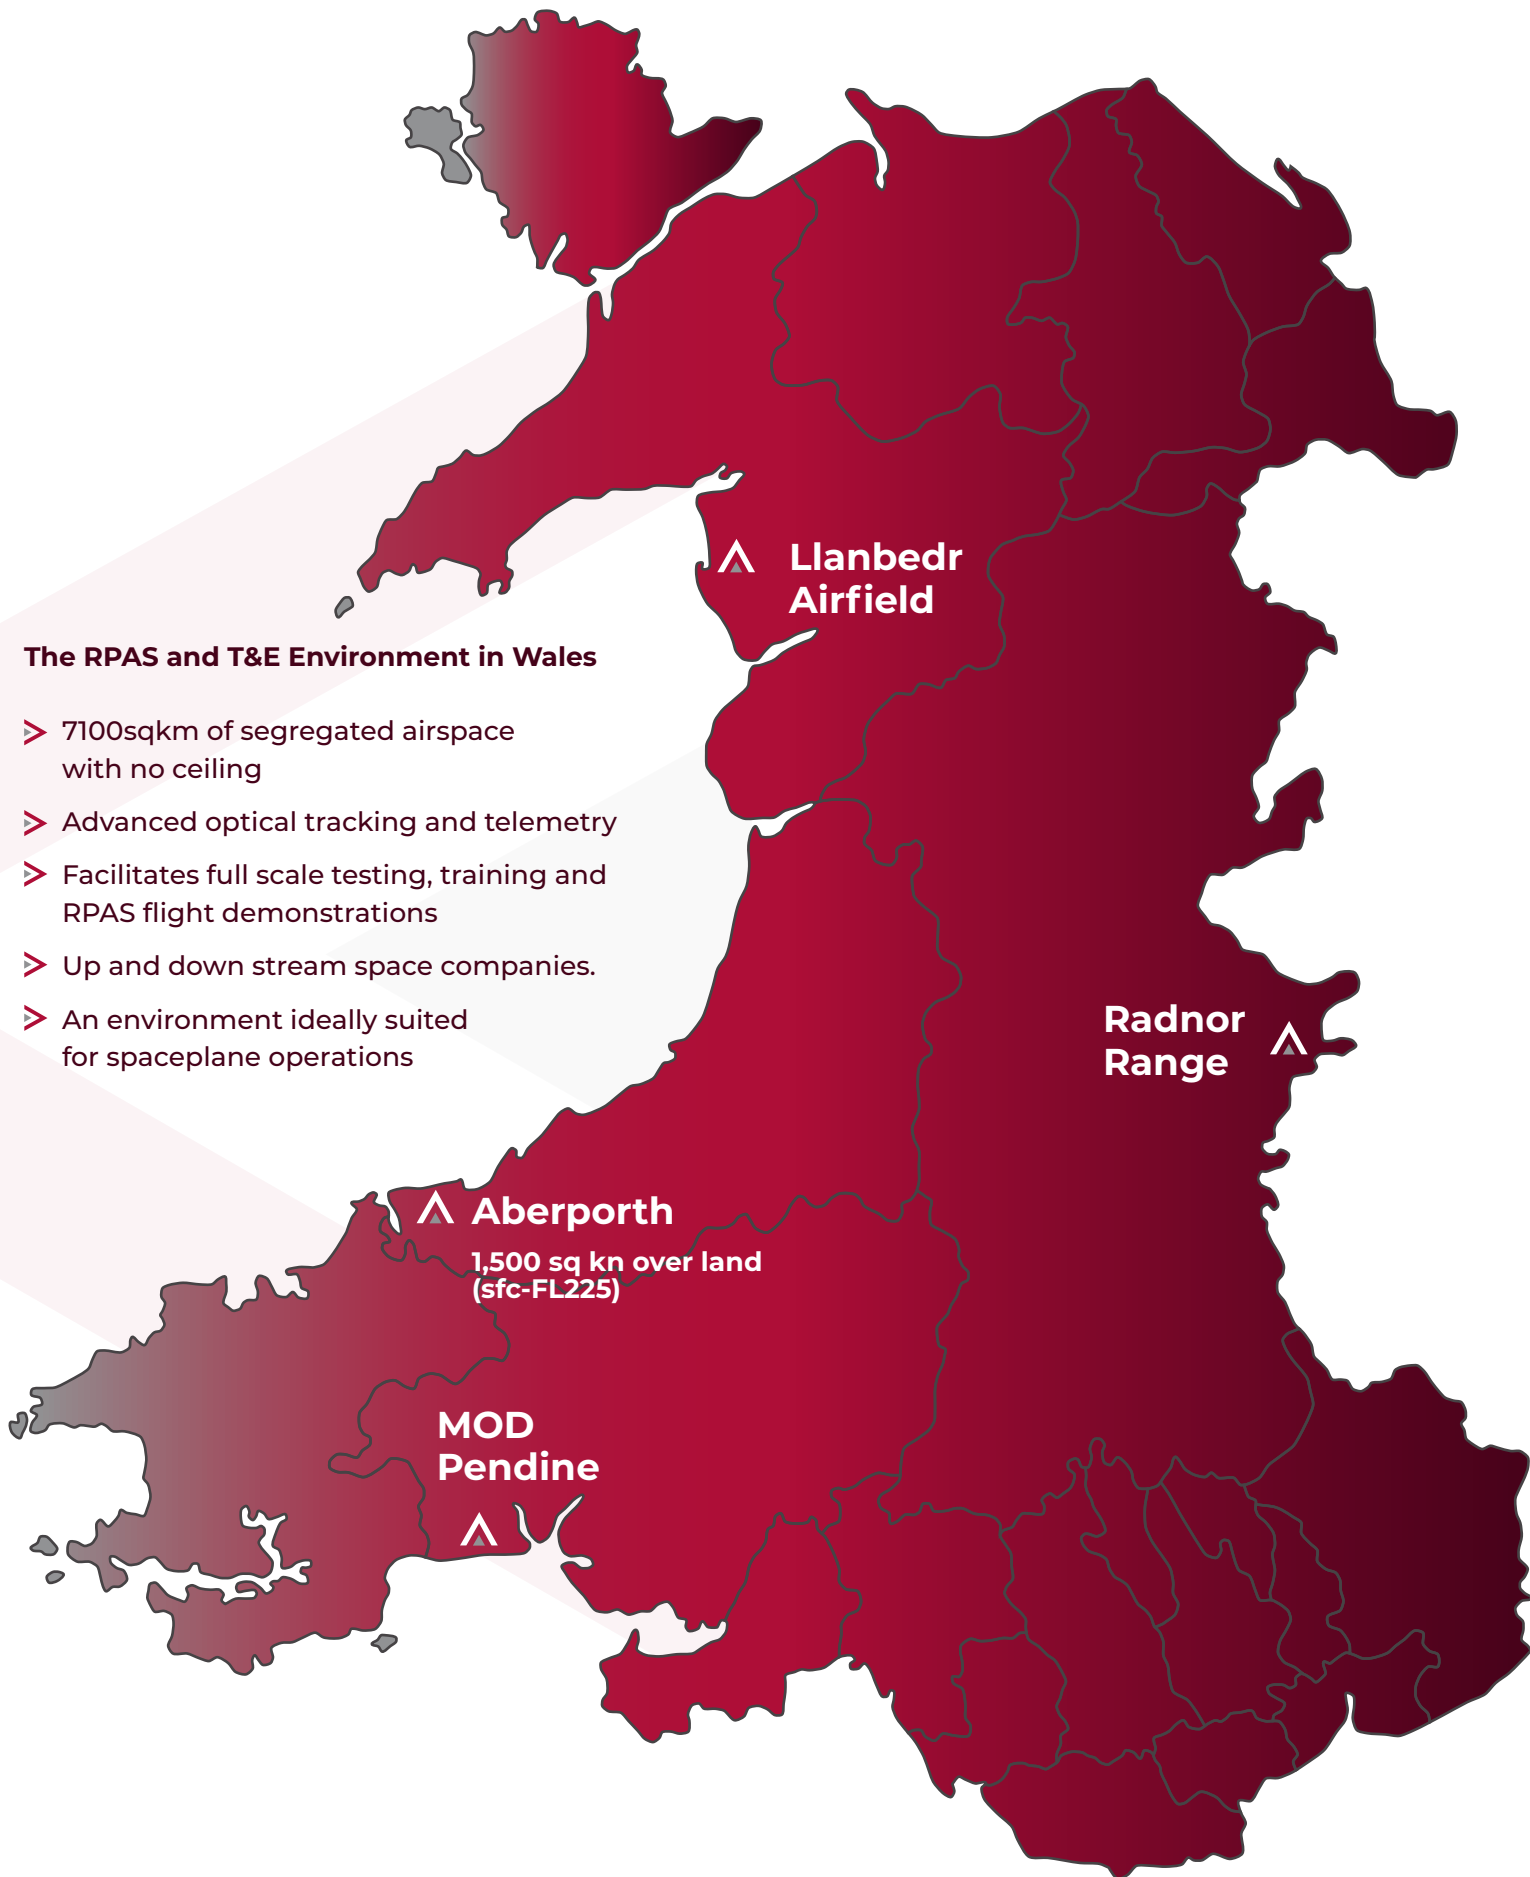 Llanbedr
Airfield
The RPAS and T&E Environment in Wales
7100sqkm of segregated airspace
with no ceiling
Advanced optical tracking and telemetry
Facilitates full scale testing, training and
RPAS flight demonstrations
Up and down stream space companies.
An environment ideally suited
for spaceplane operations
Radnor
Range
Aberporth
1,500 sq kn over land
(sfc-FL225)
MOD
Pendine